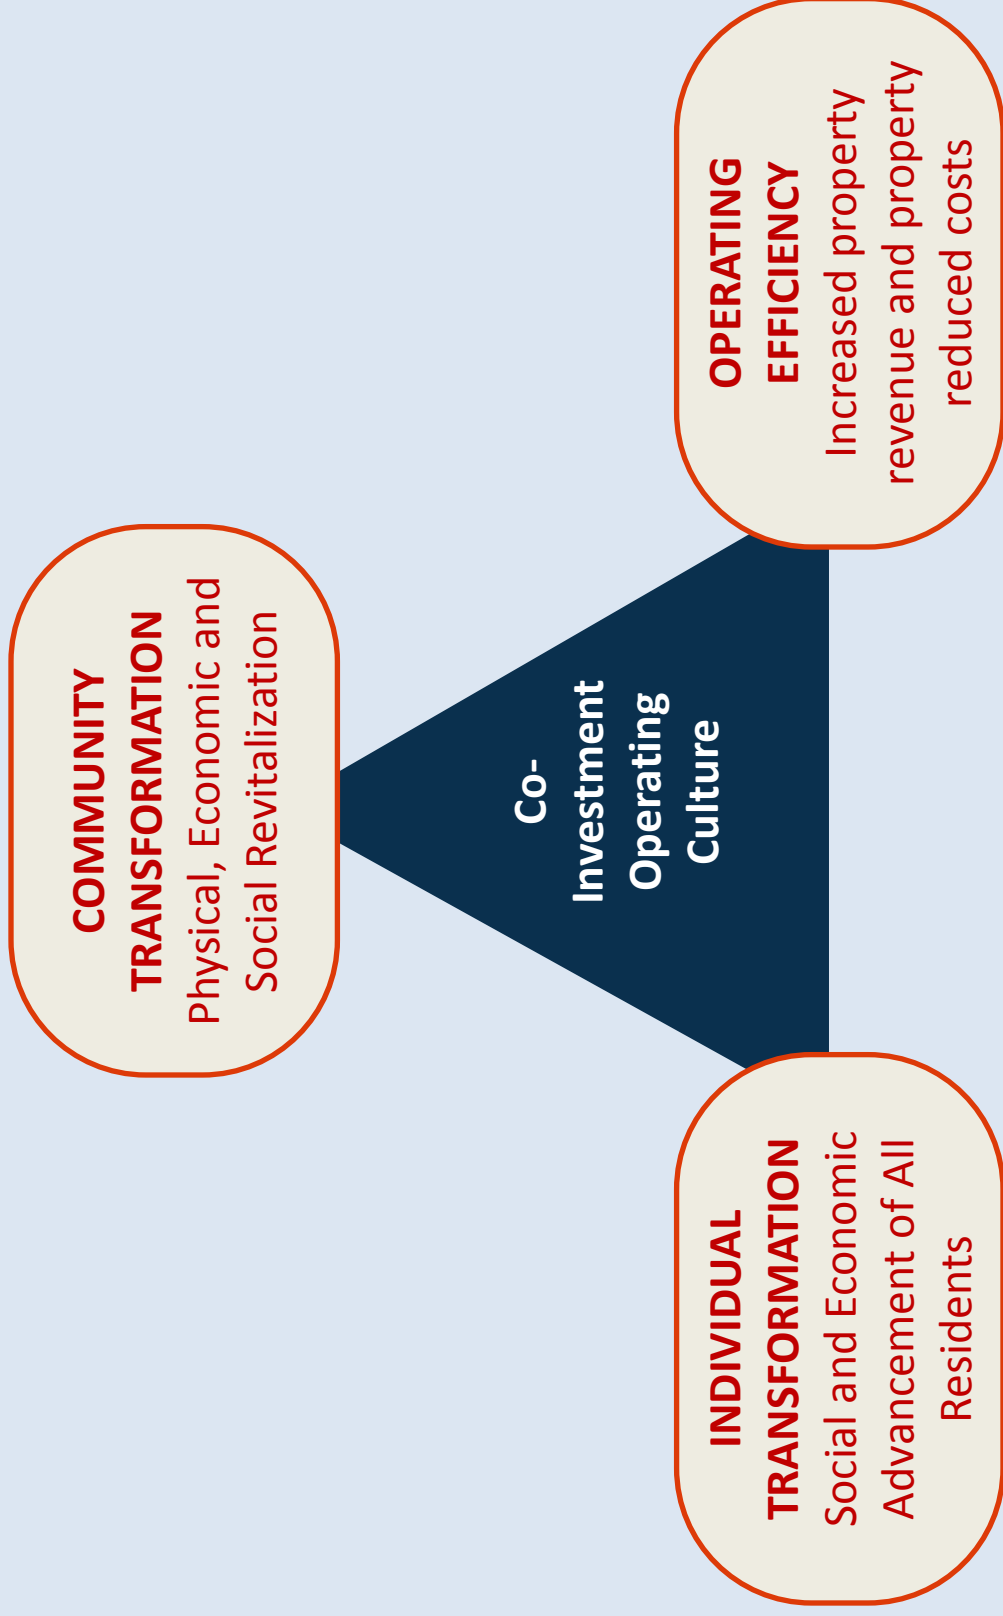 COMMUNITY
TRANSFORMATION
Physical, Economic and
Social Revitalization
Co-
Investment
Operating
Culture
INDIVIDUAL
TRANSFORMATION
Social and Economic
Advancement of All
Residents
OPERATING
EFFICIENCY
Increased property
revenue and property
reduced costs